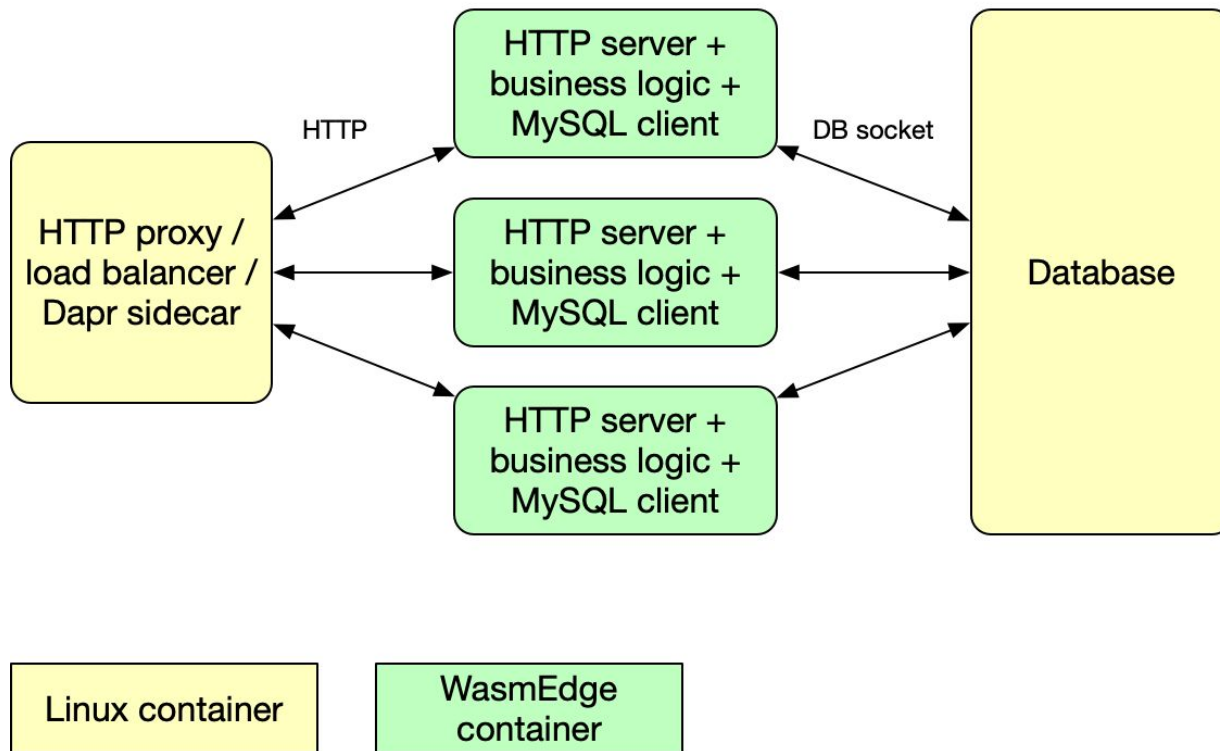 HTTP server +
business logic +
MySQL client
HTTP
DB socket
HTTP proxy /
load balancer /
Dapr sidecar
HTTP server +
business logic +
MySQL client
Database
HTTP server +
business logic +
MySQL client
Linux container
WasmEdge
container